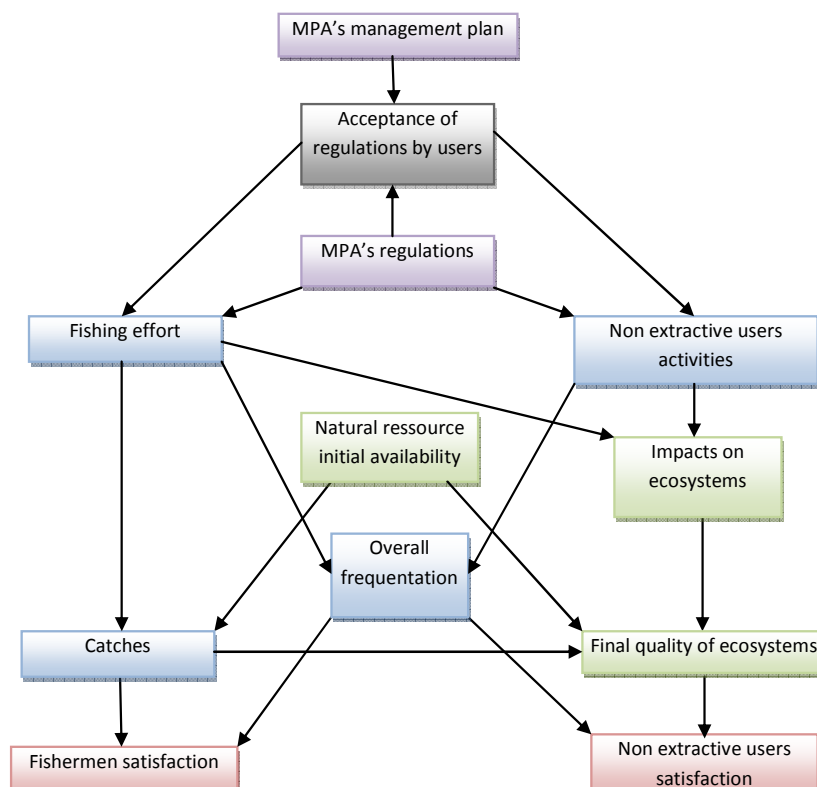 MPA's management plan
Acceptance of
regulations by users
MPA's regulations
Fishing effort
Non extractive users
activities
Natural ressource
initial availability
Impacts on
ecosystems
Overall
frequentation
Catches
Final quality of ecosystems
Fishermen satisfaction
Non extractive users
satisfaction